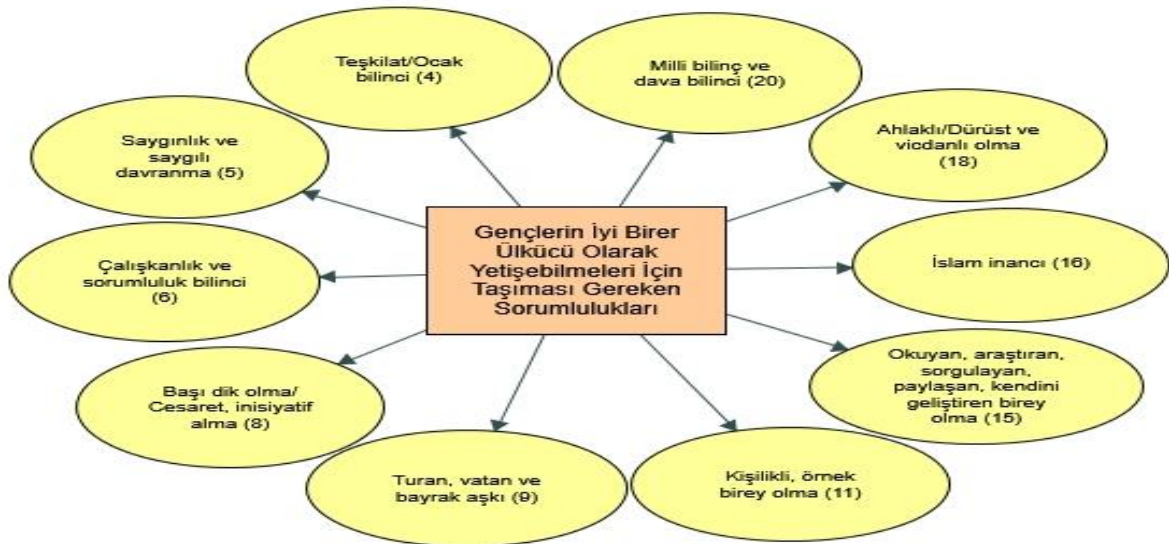 Teşkilat/Ocak
bilinci (4)
Milli bilinç ve
dava bilinci (20)
Saygınlık ve
saygılı
davranma (5)
Ahlaklı/Dürüst ve
vicdanlı olma
(18)
Gençlerin İyi Birer
Ülkücü Olarak
Yetişebilmeleri İçin
Taşıması Gereken
Sorumlulukları
Çalışkanlık ve
sorumluluk bilinci
(6)
İslam inancı (16)
Başı dik olma/
Cesaret, inisiyatif
alma (8)
Okuyan, araştıran,
sorgulayan,
paylaşan, kendini
geliştiren birey
olma (15)
Turan, vatan ve
bayrak aşkı (9)
Kişilikli, örnek
birey olma (11)